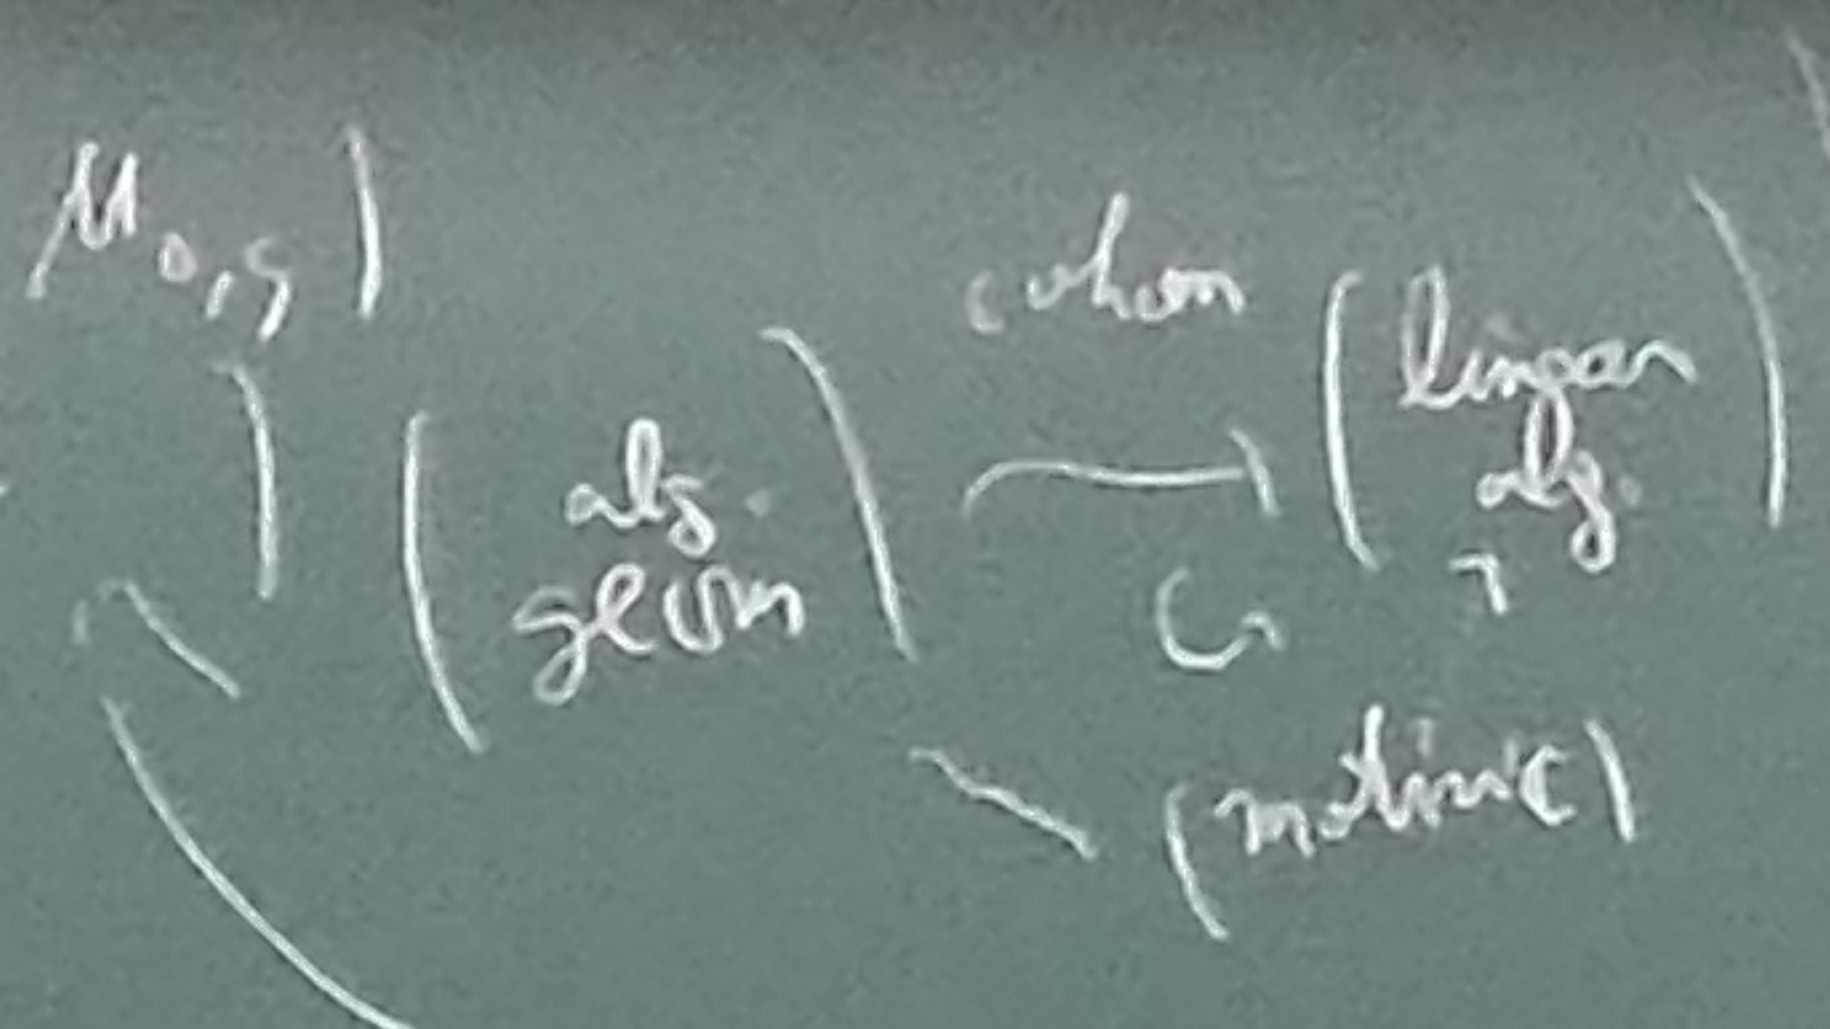 M₀,₅)
cohom
(linear
alg.)
(alg.
geom)
(motivic)